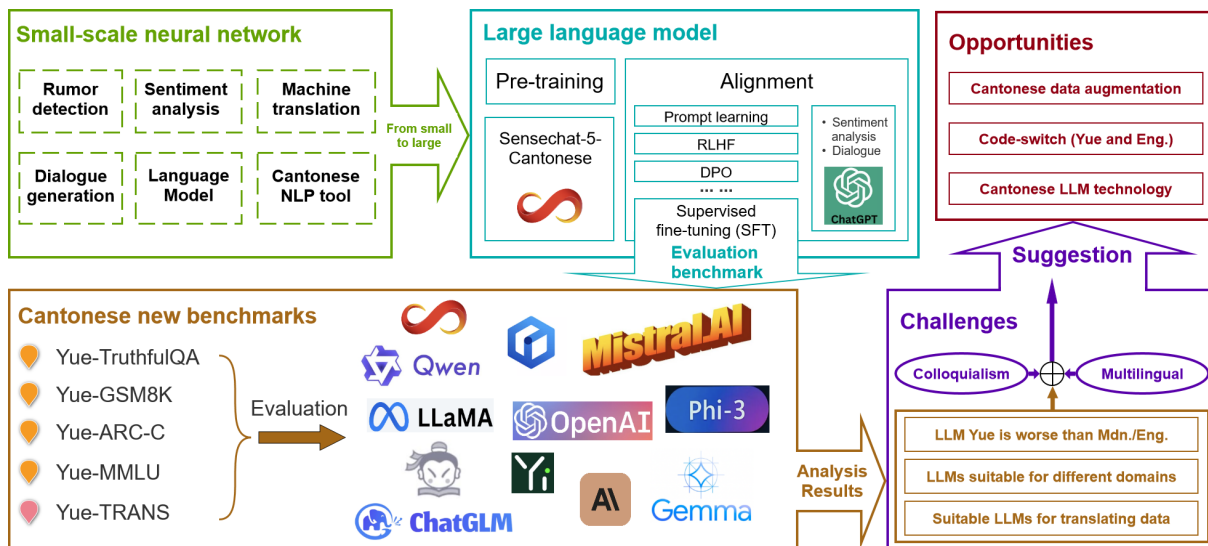 Small-scale neural network
Rumor
detection
Sentiment
analysis
Machine
translation
Dialogue
generation
Language
Model
Cantonese
NLP tool
From small
to large
Large language model
Pre-training
Sensechat-5-
Cantonese
Alignment
Prompt learning
RLHF
DPO
... ...
Supervised
fine-tuning (SFT)
• Sentiment
analysis
• Dialogue
ChatGPT
Evaluation
benchmark
Opportunities
Cantonese data augmentation
Code-switch (Yue and Eng.)
Cantonese LLM technology
Suggestion
Cantonese new benchmarks
Yue-TruthfulQA
Yue-GSM8K
Yue-ARC-C
Yue-MMLU
Yue-TRANS
Evaluation
Mistral.AI
Qwen
LLaMA
OpenAI
Phi-3
Yi
A\
ChatGLM
Gemma
Analysis
Results
Challenges
Colloquialism
Multilingual
LLM Yue is worse than Mdn./Eng.
LLMs suitable for different domains
Suitable LLMs for translating data